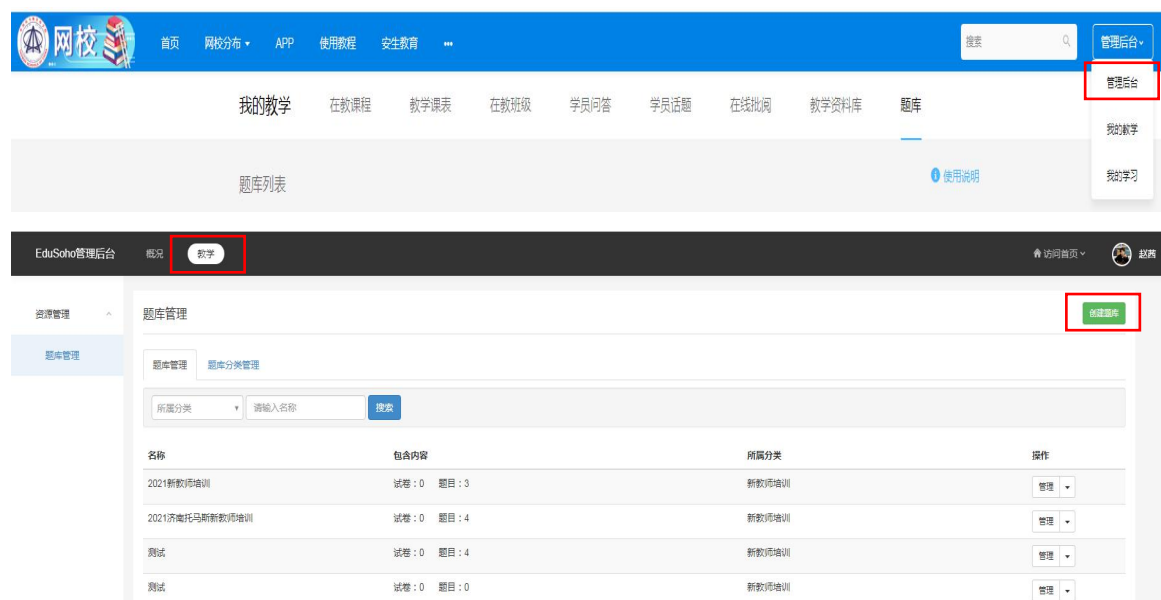 网校 首页 网校分布 APP 使用教程 安生教育 ... 搜索 管理后台
管理后台
我的教学 在教课程 教学课表 在教班级 学员问答 学员话题 在线批阅 教学资料库 题库
我的教学
题库列表 使用说明 我的学习
EduSoho管理后台 概况 教学 访问首页 赵茜
资源管理 题库管理 创建题库
题库管理
题库管理 题库分类管理
所属分类 请输入名称 搜索
名称 包含内容 所属分类 操作
2021新教师培训 试卷：0 题目：3 新教师培训 管理
2021济南托马斯新教师培训 试卷：0 题目：4 新教师培训 管理
测试 试卷：0 题目：4 新教师培训 管理
测试 试卷：0 题目：0 新教师培训 管理